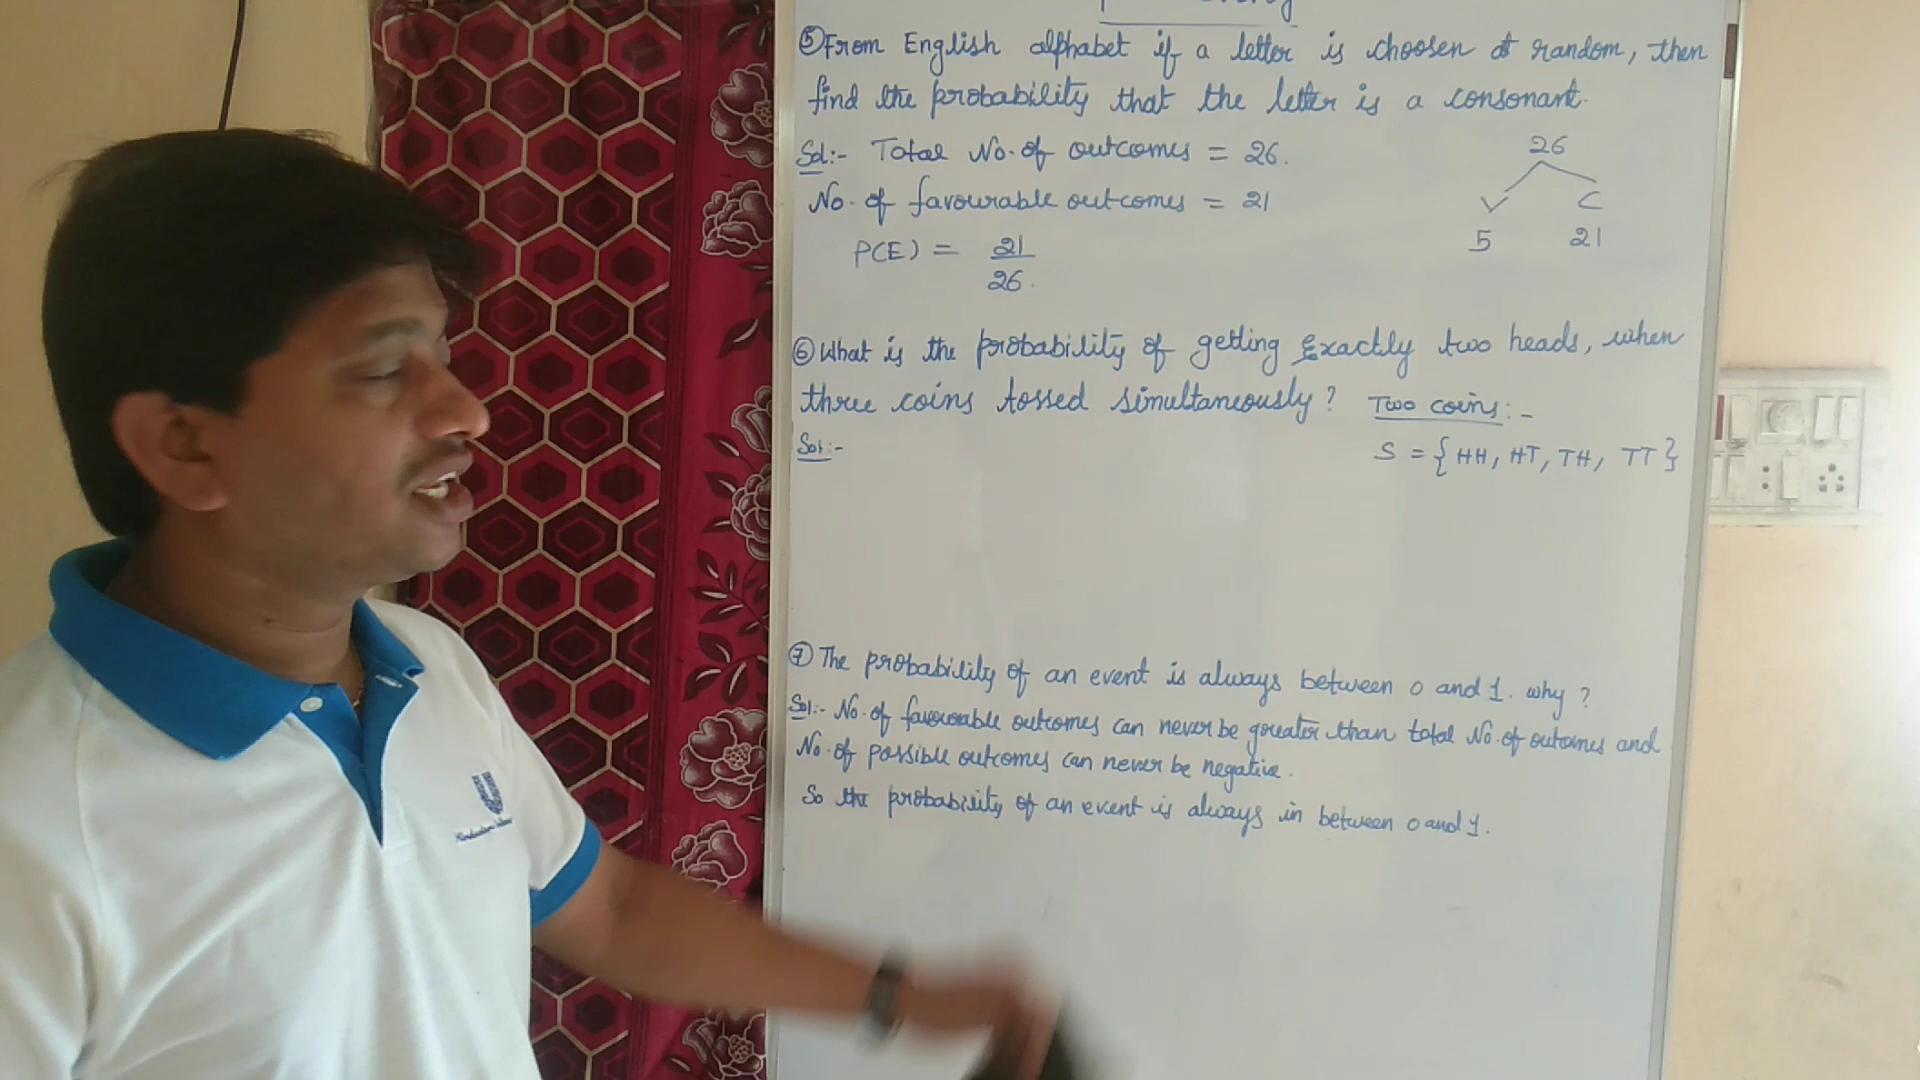 ⑤ From English alphabet if a letter is choosen at random, then
find the probability that the letter is a consonant.
Sol:- Total No. of outcomes = 26.
No. of favourable outcomes = 21
P(E) = 21
26.
26
V C
5 21
⑥ What is the probability of getting Exactly two heads, when
three coins tossed simultaneously? Two coins:-
Sol:-
S = {HH, HT, TH, TT}
⑦ The probability of an event is always between 0 and 1. why?
Sol:- No. of favourable outcomes can never be greater than total No. of outcomes and
No. of possible outcomes can never be negative.
So the probability of an event is always in between 0 and 1.